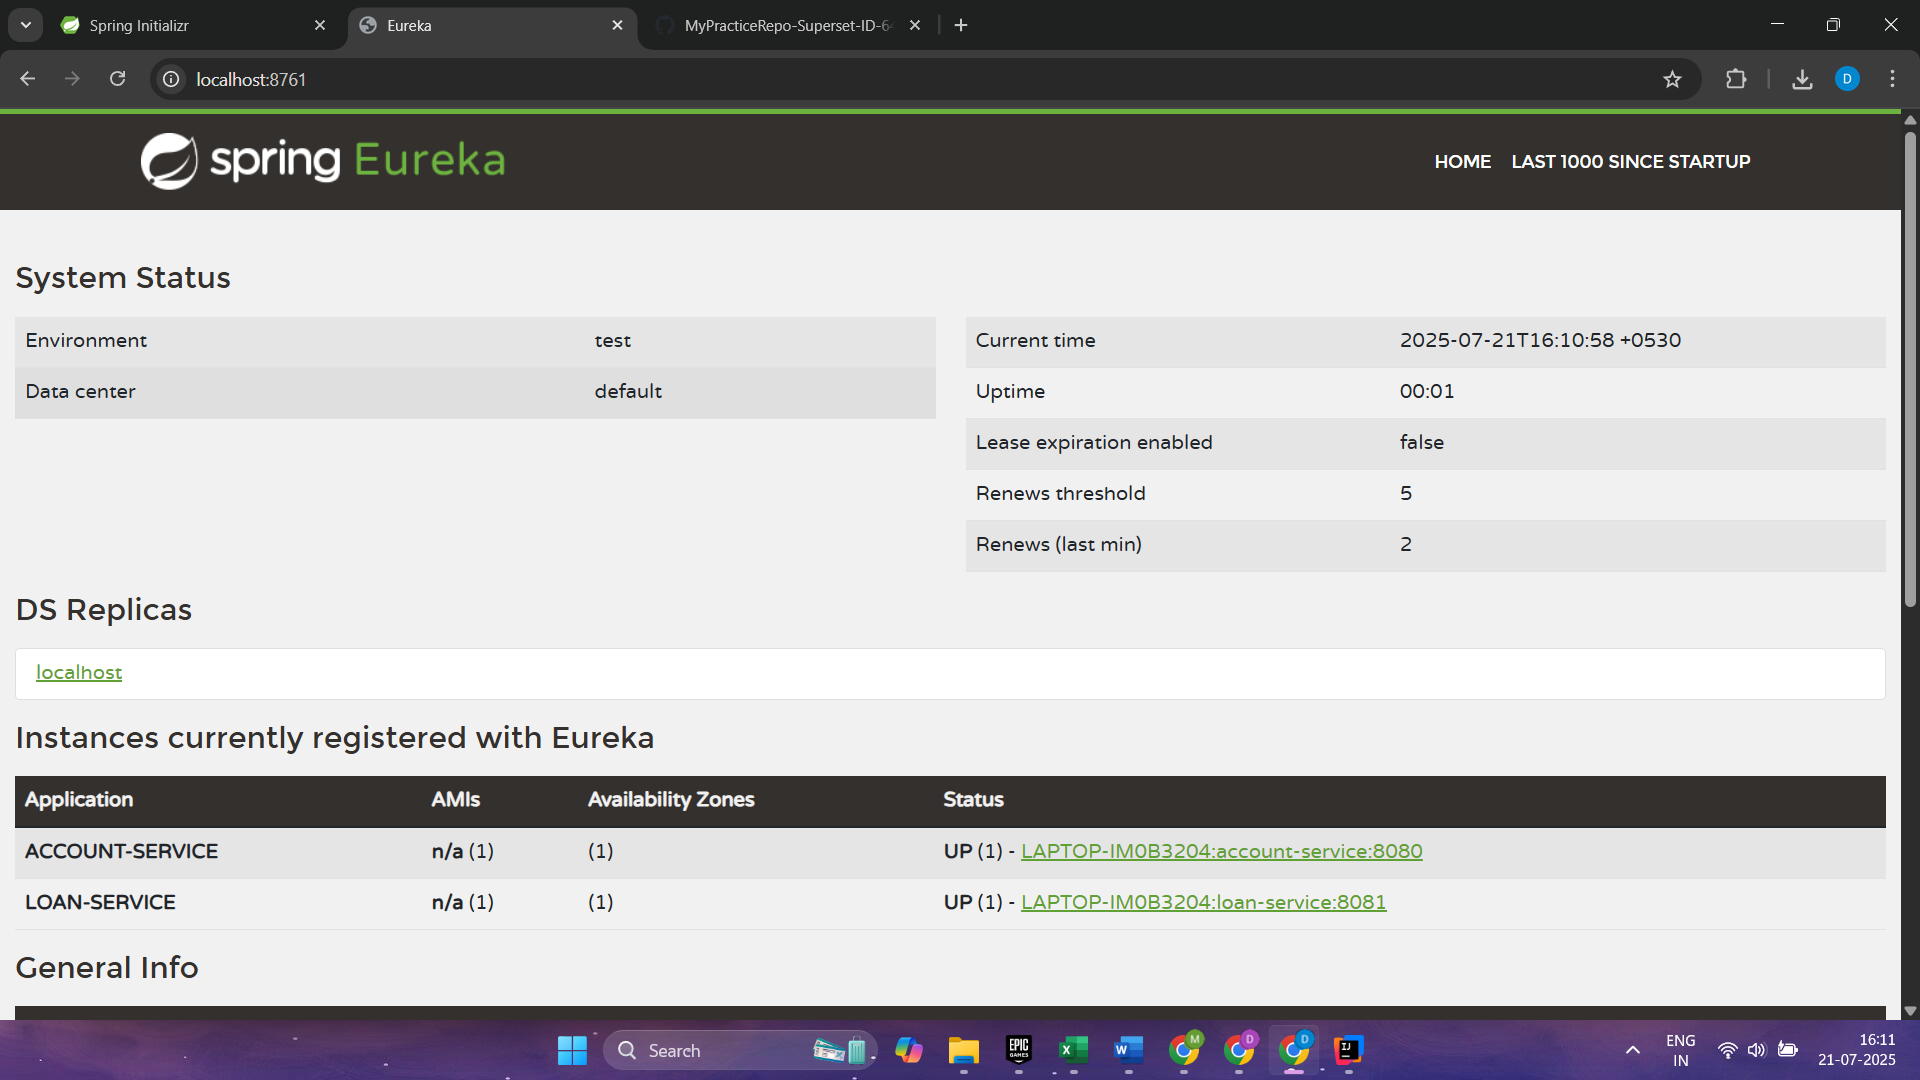 Spring Initializr
Eureka
MyPracticeRepo-Superset-ID-6
localhost:8761
D
spring Eureka
HOME LAST 1000 SINCE STARTUP
System Status
Environment test
Data center default
Current time 2025-07-21T16:10:58 +0530
Uptime 00:01
Lease expiration enabled false
Renews threshold 5
Renews (last min) 2
DS Replicas
localhost
Instances currently registered with Eureka
Application AMIs Availability Zones Status
ACCOUNT-SERVICE n/a (1) (1) UP (1) - LAPTOP-IM0B3204:account-service:8080
LOAN-SERVICE n/a (1) (1) UP (1) - LAPTOP-IM0B3204:loan-service:8081
General Info
Search
EPIC
GAMES
X
W
M
D
D
IJ
ENG
IN
16:11
21-07-2025